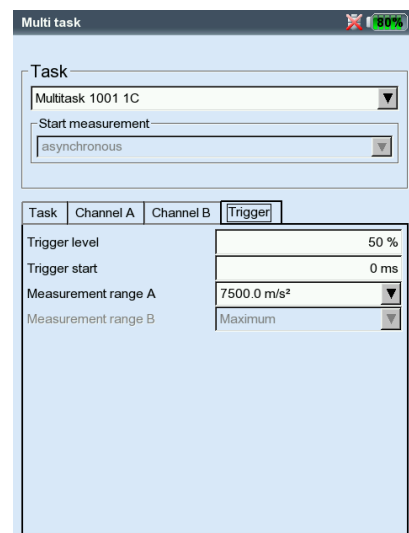 Multi task 80%
Task
Multitask 1001 1C
Start measurement
asynchronous
Task Channel A Channel B Trigger
Trigger level 50 %
Trigger start 0 ms
Measurement range A 7500.0 m/s²
Measurement range B Maximum